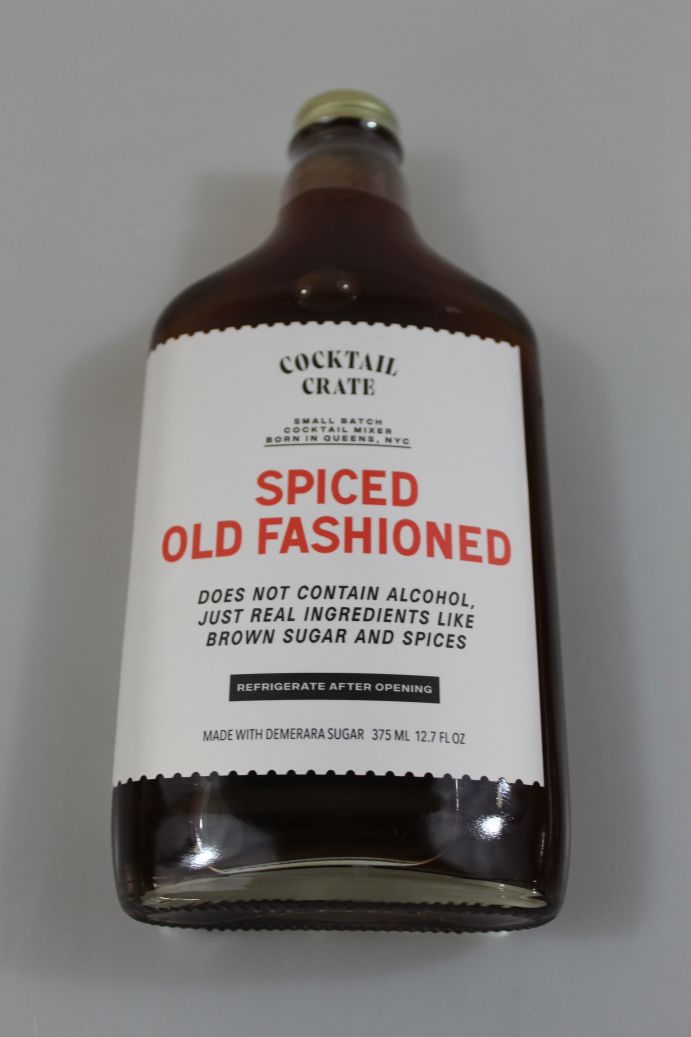 COCKTAIL
CRATE
SMALL BATCH
COCKTAIL MIXER
BORN IN QUEENS, NYC
SPICED
OLD FASHIONED
DOES NOT CONTAIN ALCOHOL,
JUST REAL INGREDIENTS LIKE
BROWN SUGAR AND SPICES
REFRIGERATE AFTER OPENING
MADE WITH DEMERARA SUGAR 375 ML 12.7 FL OZ